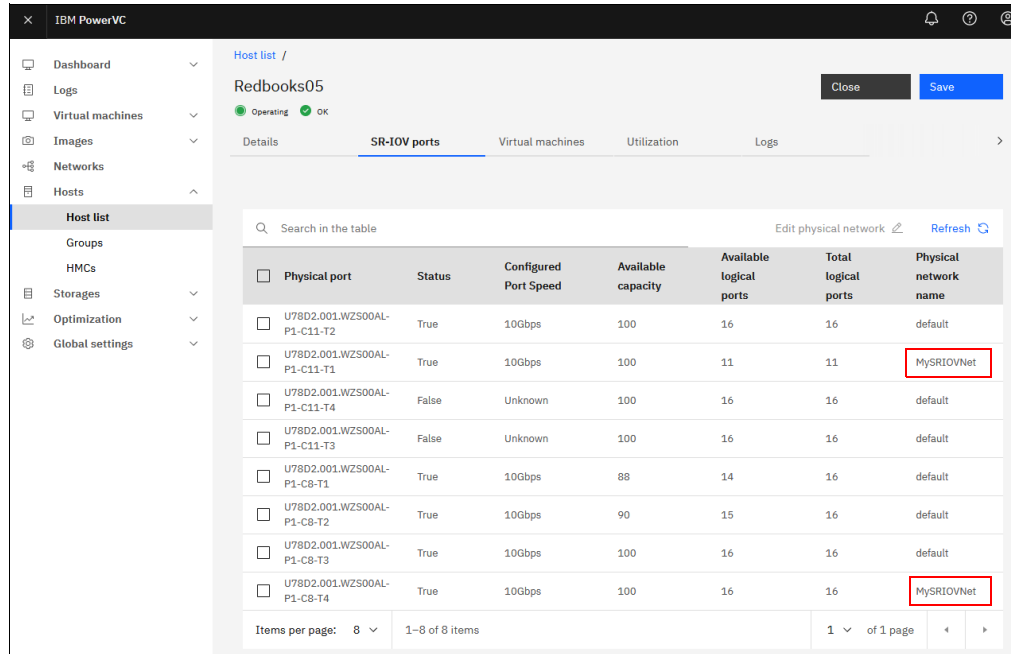 IBM PowerVC
Dashboard
Logs
Virtual machines
Images
Networks
Hosts
Host list
Groups
HMCs
Storages
Optimization
Global settings
Host list /
Redbooks05
Operating OK
Close
Save
Details SR-IOV ports Virtual machines Utilization Logs
Search in the table
Edit physical network
Refresh
Physical port Status Configured Port Speed Available capacity Available logical ports Total logical ports Physical network name
U78D2.001.WZS00AL-
P1-C11-T2 True 10Gbps 100 16 16 default
U78D2.001.WZS00AL-
P1-C11-T1 True 10Gbps 100 11 11 MySRIOVNet
U78D2.001.WZS00AL-
P1-C11-T4 False Unknown 100 16 16 default
U78D2.001.WZS00AL-
P1-C11-T3 False Unknown 100 16 16 default
U78D2.001.WZS00AL-
P1-C8-T1 True 10Gbps 88 14 16 default
U78D2.001.WZS00AL-
P1-C8-T2 True 10Gbps 90 15 16 default
U78D2.001.WZS00AL-
P1-C8-T3 True 10Gbps 100 16 16 default
U78D2.001.WZS00AL-
P1-C8-T4 True 10Gbps 100 16 16 MySRIOVNet
Items per page: 8 1–8 of 8 items 1 of 1 page